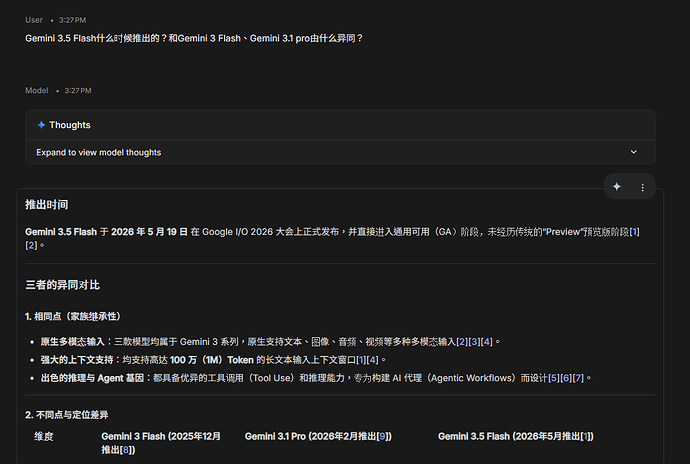 User • 3:27 PM
Gemini 3.5 Flash什么时候推出的？和Gemini 3 Flash、Gemini 3.1 pro由什么异同？
Model • 3:27 PM
Thoughts
Expand to view model thoughts
推出时间
Gemini 3.5 Flash 于 2026 年 5 月 19 日 在 Google I/O 2026 大会上正式发布，并直接进入通用可用（GA）阶段，未经历传统的“Preview”预览版阶段[1]
[2]。
三者的异同对比
1. 相同点（家族继承性）
• 原生多模态输入：三款模型均属于 Gemini 3 系列，原生支持文本、图像、音频、视频等多种多模态输入[2][3][4]。
• 强大的上下文支持：均支持高达 100 万（1M）Token 的长文本输入上下文窗口[1][4]。
• 出色的推理与 Agent 基因：都具备优异的工具调用（Tool Use）和推理能力，专为构建 AI 代理（Agentic Workflows）而设计[5][6][7]。
2. 不同点与定位差异
维度 Gemini 3 Flash (2025年12月 Gemini 3.1 Pro (2026年2月推出[9]) Gemini 3.5 Flash (2026年5月推出[1])
推出[8])